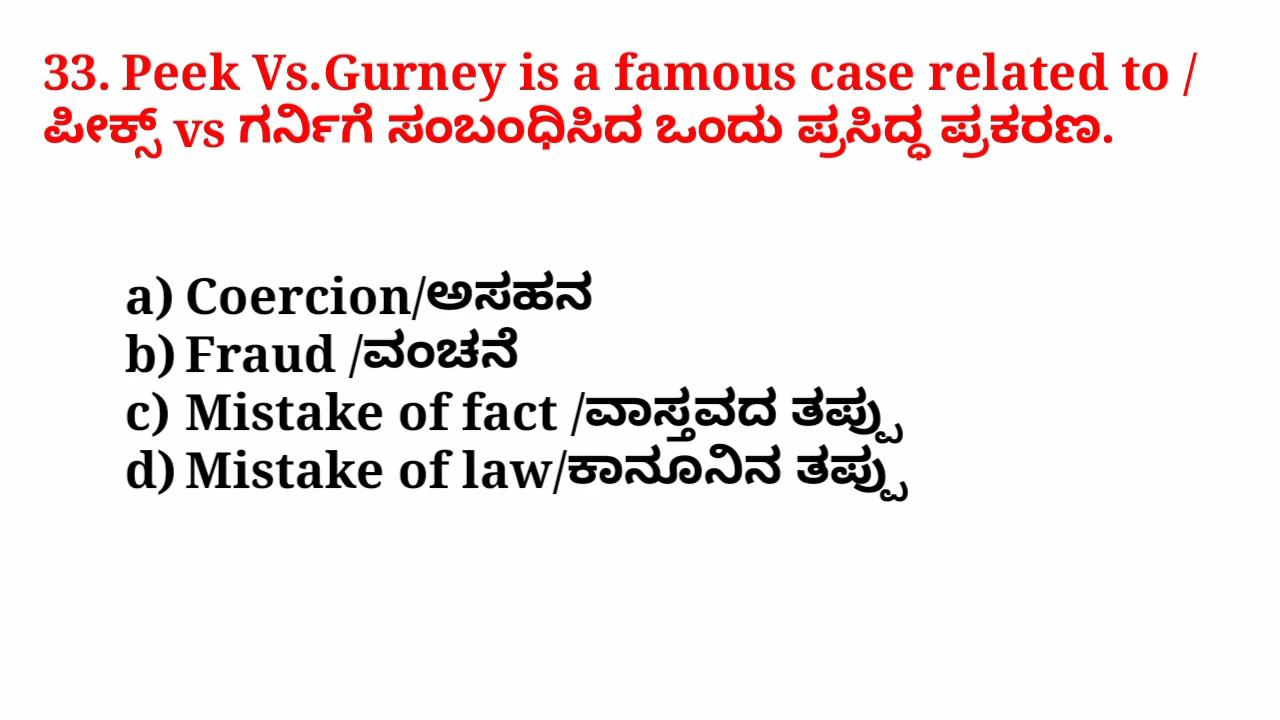 33. Peek Vs.Gurney is a famous case related to /
ಪೀಕ್ಸ್ vs ಗರ್ನಿಗೆ ಸಂಬಂಧಿಸಿದ ಒಂದು ಪ್ರಸಿದ್ಧ ಪ್ರಕರಣ.
a) Coercion/ಅಸಹನ
b) Fraud /ವಂಚನೆ
c) Mistake of fact /ವಾಸ್ತವದ ತಪ್ಪು
d) Mistake of law/ಕಾನೂನಿನ ತಪ್ಪು